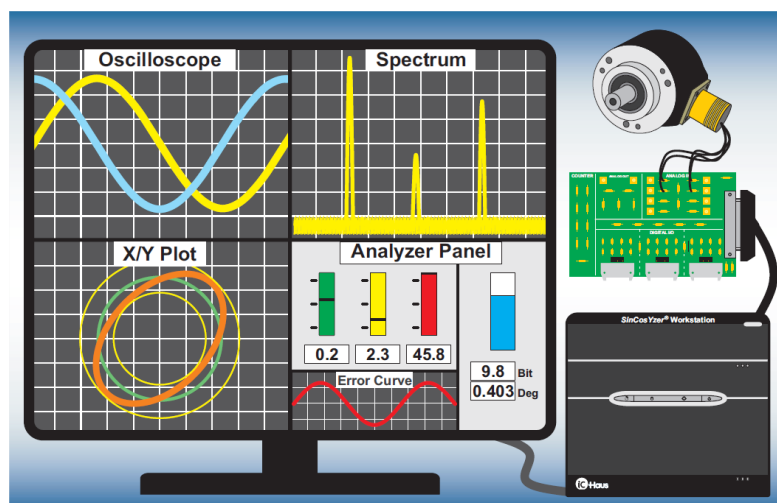 Oscilloscope
Spectrum
COUNTER
ANALOG OUT
DIGITAL I/O
X/Y Plot
Analyzer Panel
0.2
2.3
45.8
9.8 Bit
0.403 Deg
Error Curve
SinCosYzer® Workstation
iC Haus